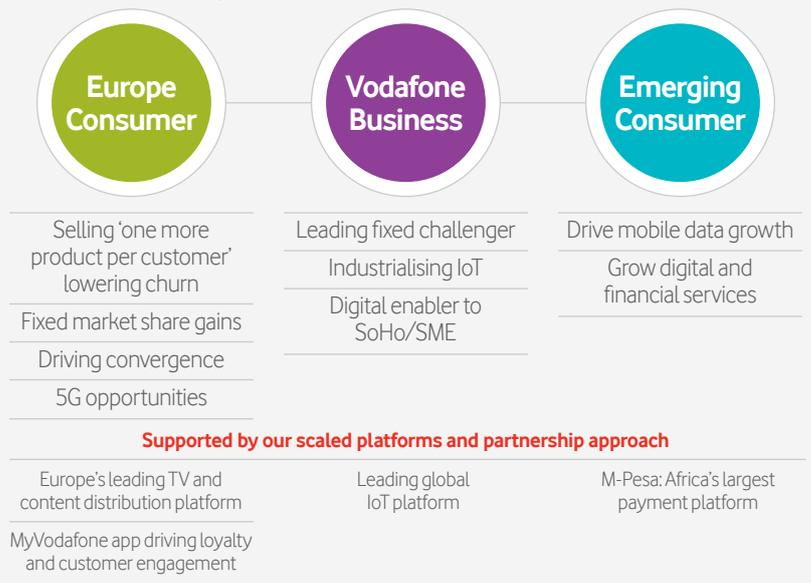 Europe
Consumer
Vodafone
Business
Emerging
Consumer
Selling ‘one more
product per customer’
lowering churn
Fixed market share gains
Driving convergence
5G opportunities
Leading fixed challenger
Industrialising IoT
Digital enabler to
SoHo/SME
Drive mobile data growth
Grow digital and
financial services
Supported by our scaled platforms and partnership approach
Europe’s leading TV and
content distribution platform
MyVodafone app driving loyalty
and customer engagement
Leading global
IoT platform
M-Pesa: Africa’s largest
payment platform